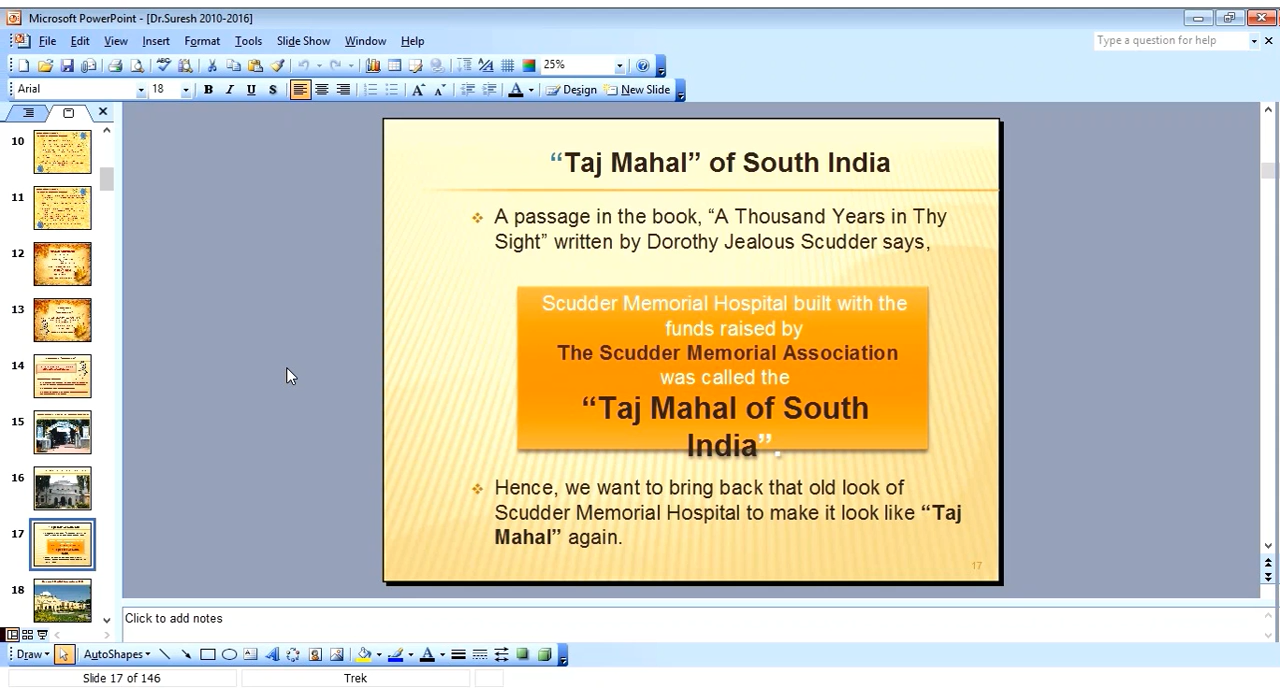 Microsoft PowerPoint - [Dr.Suresh 2010-2016]
File Edit View Insert Format Tools Slide Show Window Help
Type a question for help
25%
Arial 18 B I U S A A A Design New Slide
10
11
12
13
14
15
16
17
18
“Taj Mahal” of South India
A passage in the book, “A Thousand Years in Thy
Sight” written by Dorothy Jealous Scudder says,
Scudder Memorial Hospital built with the
funds raised by
The Scudder Memorial Association
was called the
“Taj Mahal of South
India”.
Hence, we want to bring back that old look of
Scudder Memorial Hospital to make it look like “Taj
Mahal” again.
17
Click to add notes
Draw AutoShapes
Slide 17 of 146 Trek